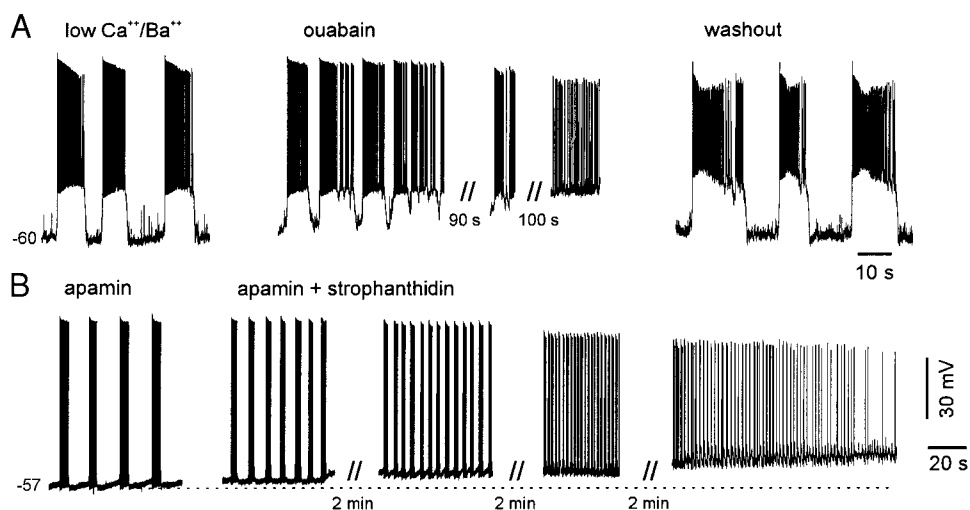 A
low Ca⁺⁺/Ba⁺⁺
ouabain
washout
-60
//
90 s
//
100 s
10 s
B
apamin
apamin + strophanthidin
-57
//
2 min
//
2 min
//
2 min
30 mV
20 s